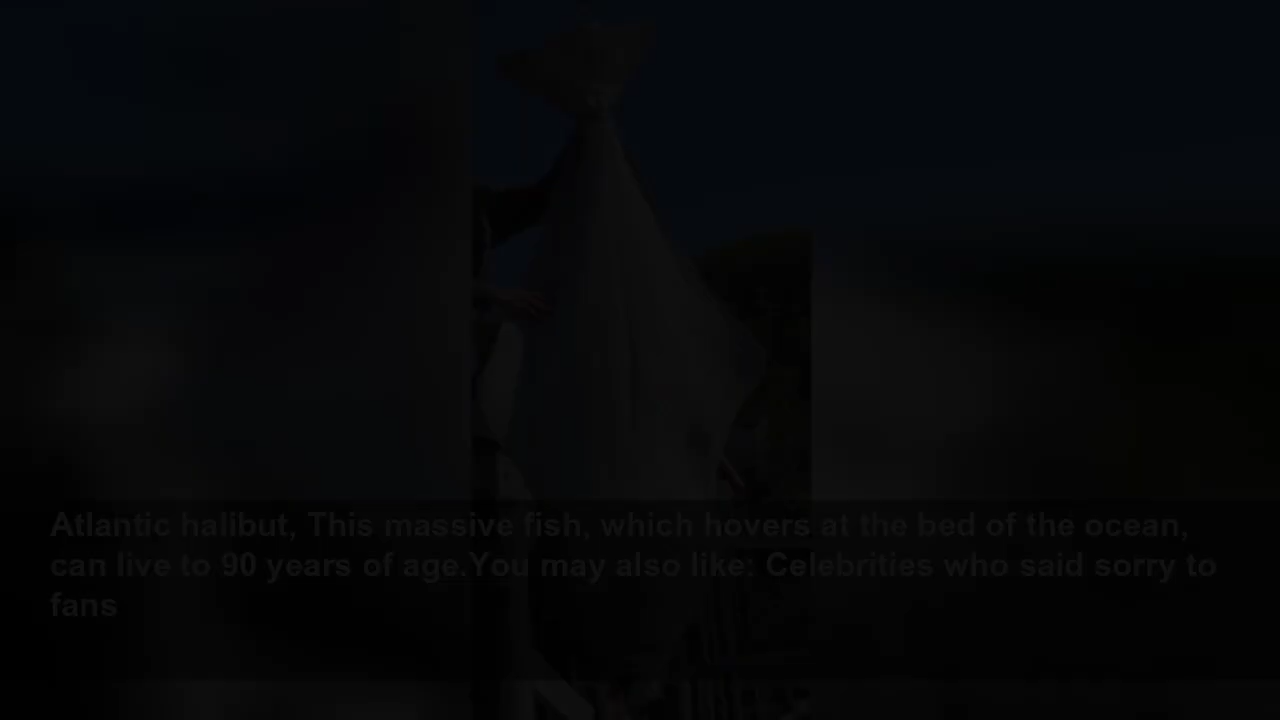 Atlantic halibut, This massive fish, which hovers at the bed of the ocean,
can live to 90 years of age.You may also like: Celebrities who said sorry to
fans